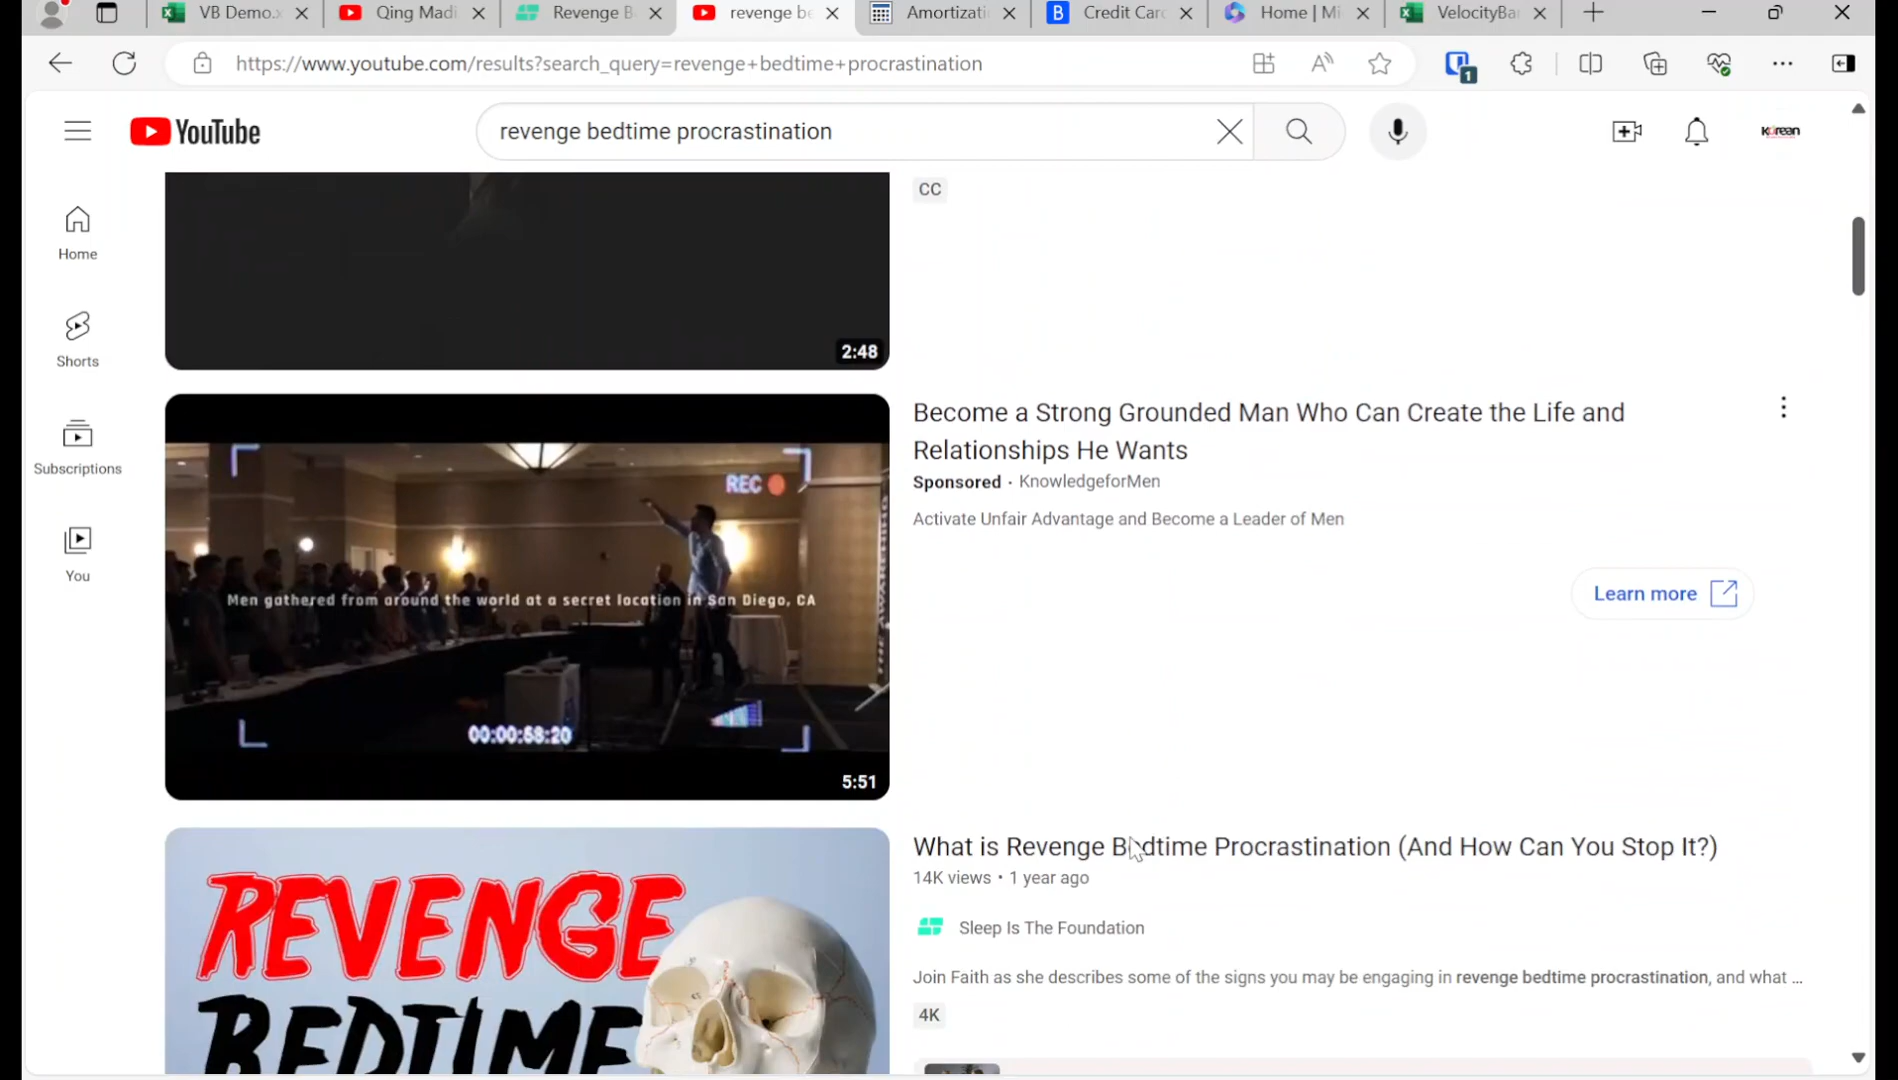 VB Demo.x
Qing Madi
Revenge B
revenge be
Amortizati
Credit Card
Home | Mi
VelocityBa
https://www.youtube.com/results?search_query=revenge+bedtime+procrastination
1
YouTube
revenge bedtime procrastination
Korean
Home
Shorts
Subscriptions
You
2:48
CC
REC
Men gathered from around the world at a secret location in San Diego, CA
00:00:58:20
5:51
Become a Strong Grounded Man Who Can Create the Life and
Relationships He Wants
Sponsored · KnowledgeforMen
Activate Unfair Advantage and Become a Leader of Men
Learn more
REVENGE
BEDTIME
What is Revenge Bedtime Procrastination (And How Can You Stop It?)
14K views • 1 year ago
Sleep Is The Foundation
Join Faith as she describes some of the signs you may be engaging in revenge bedtime procrastination, and what ...
4K